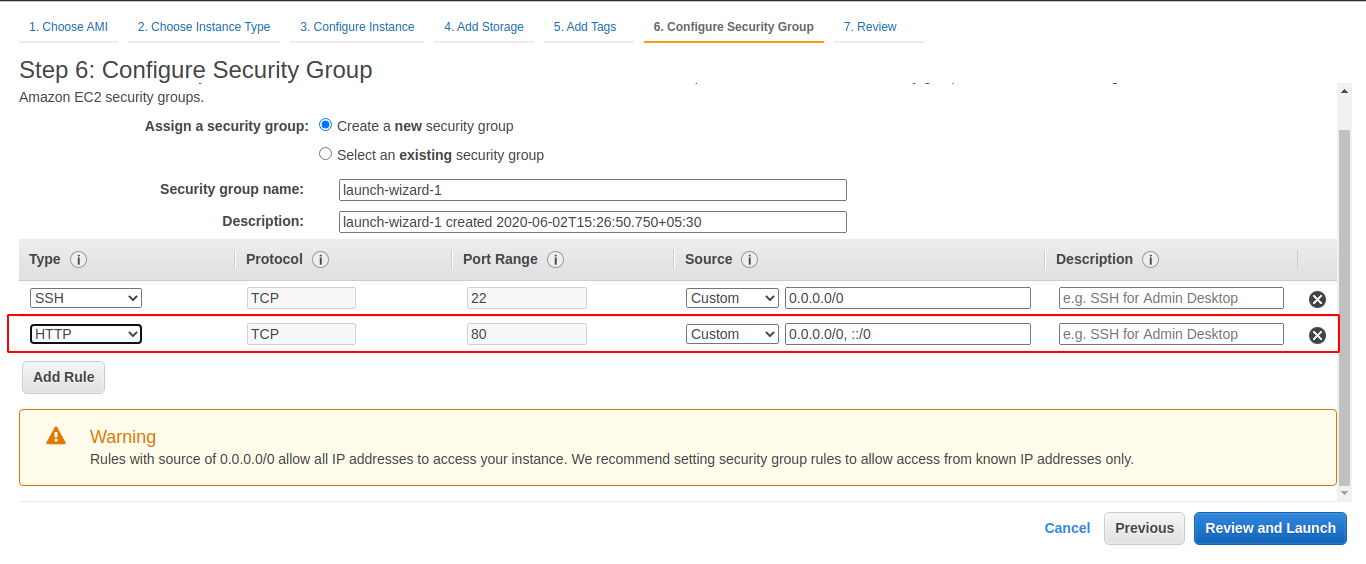 1. Choose AMI 2. Choose Instance Type 3. Configure Instance 4. Add Storage 5. Add Tags 6. Configure Security Group 7. Review
Step 6: Configure Security Group
Amazon EC2 security groups.
Assign a security group: Create a new security group
Select an existing security group
Security group name: launch-wizard-1
Description: launch-wizard-1 created 2020-06-02T15:26:50.750+05:30
Type i Protocol i Port Range i Source i Description i
SSH TCP 22 Custom 0.0.0.0/0 e.g. SSH for Admin Desktop
HTTP TCP 80 Custom 0.0.0.0/0, ::/0 e.g. SSH for Admin Desktop
Add Rule
Warning
Rules with source of 0.0.0.0/0 allow all IP addresses to access your instance. We recommend setting security group rules to allow access from known IP addresses only.
Cancel Previous Review and Launch